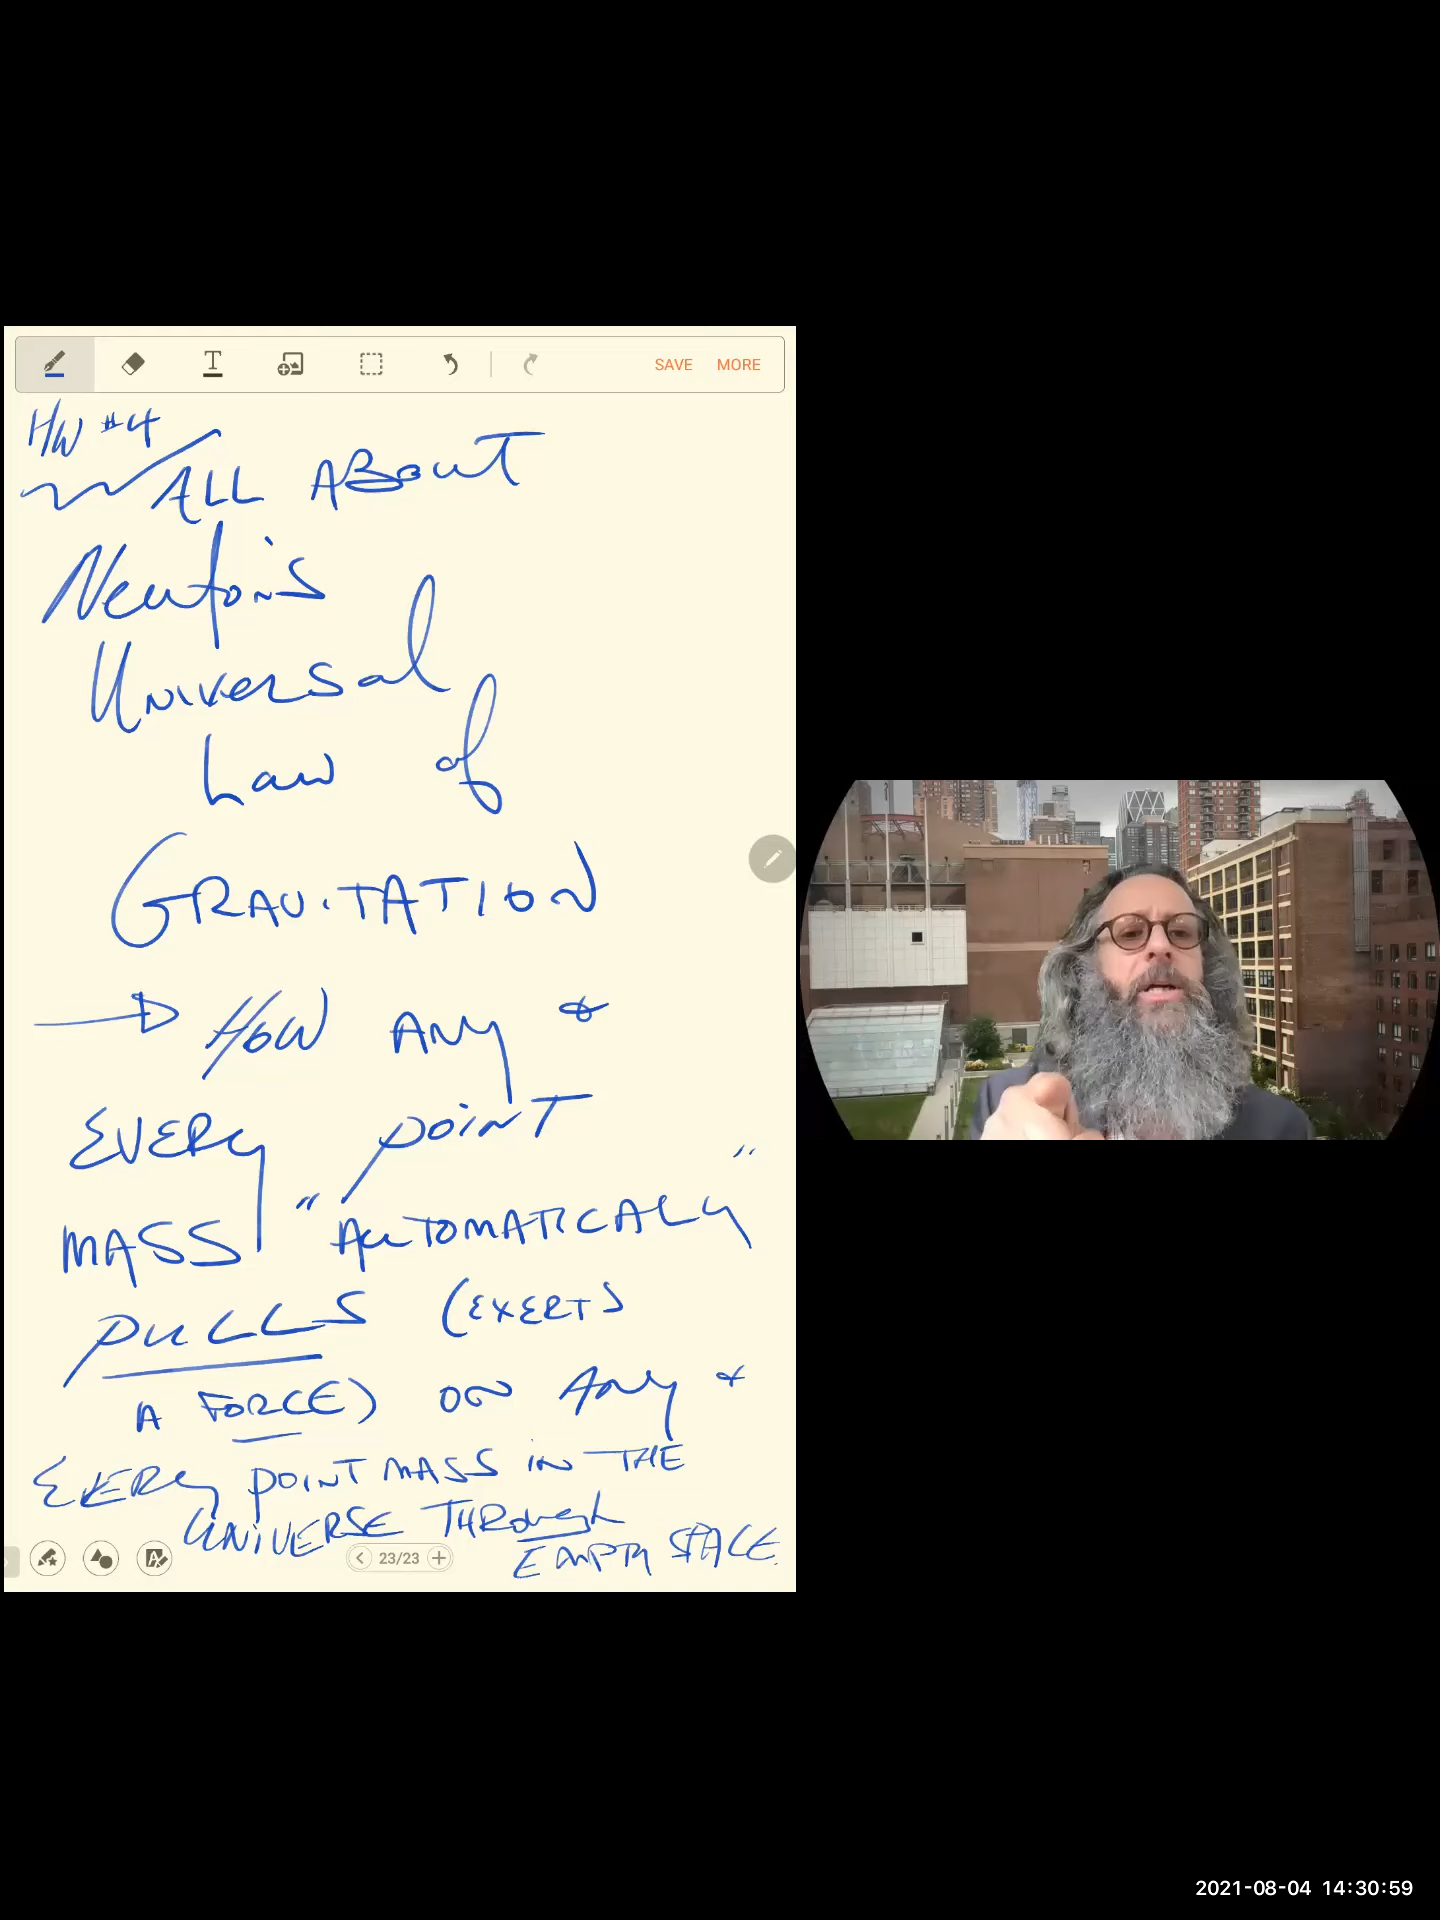 SAVE MORE
HW #4
ALL ABOUT
Newton's
Universal
Law of
GRAVITATION
HOW ANY &
EVERY POINT
MASS "AUTOMATICALY"
PULLS (EXERTS
A FORCE) ON ANY &
EVERY POINT MASS IN THE
UNIVERSE THROUGH
EMPTY SPACE.
23/23
2021-08-04 14:30:59